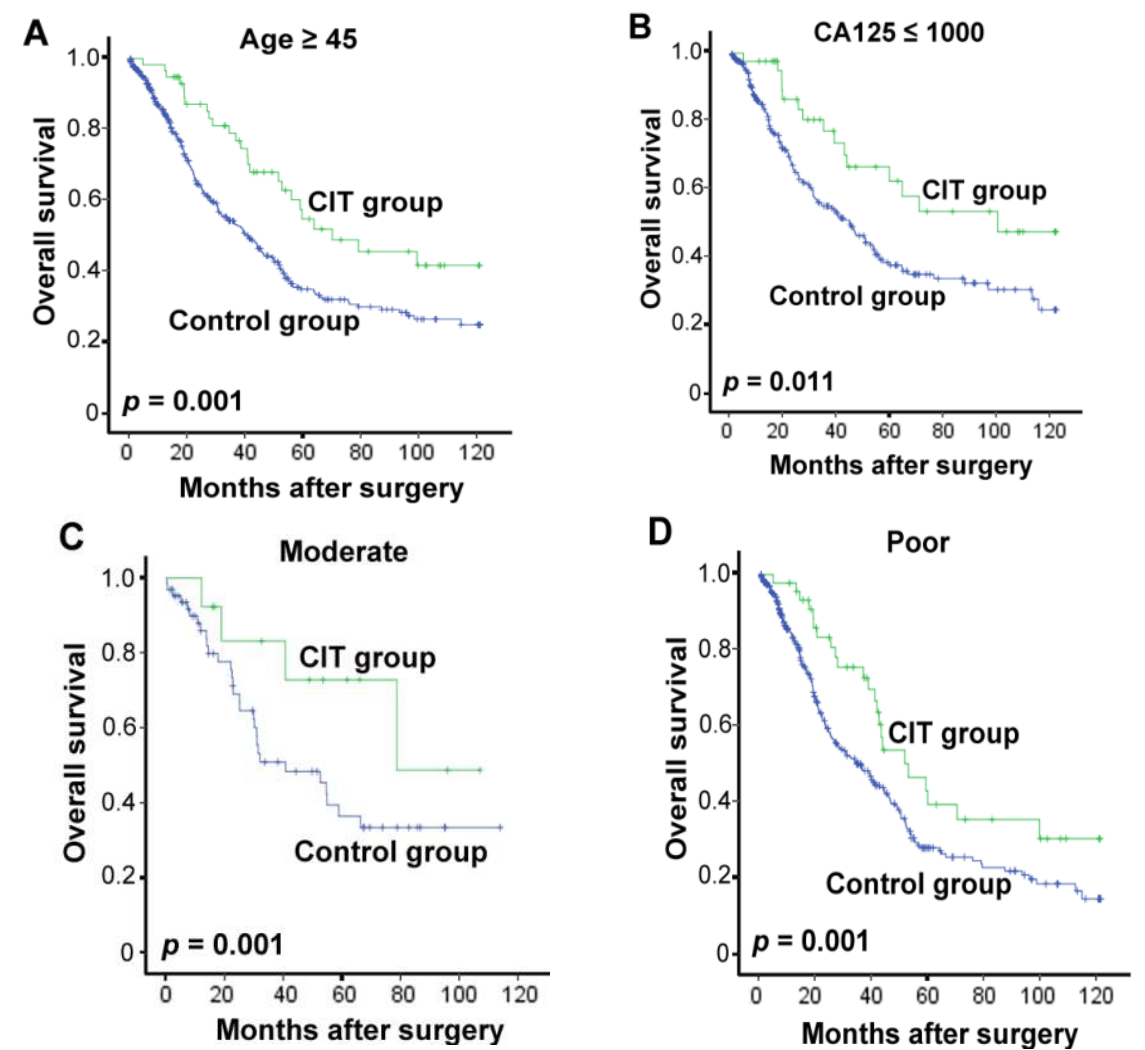 A
Age ≥ 45
1.0
0.8
0.6
0.4
0.2
0
Overall survival
CIT group
Control group
p = 0.001
0 20 40 60 80 100 120
Months after surgery
B
CA125 ≤ 1000
1.0
0.8
0.6
0.4
0.2
0
Overall survival
CIT group
Control group
p = 0.011
0 20 40 60 80 100 120
Months after surgery
C
Moderate
1.0
0.8
0.6
0.4
0.2
0
Overall survival
CIT group
Control group
p = 0.001
0 20 40 60 80 100 120
Months after surgery
D
Poor
1.0
0.8
0.6
0.4
0.2
0
Overall survival
CIT group
Control group
p = 0.001
0 20 40 60 80 100 120
Months after surgery